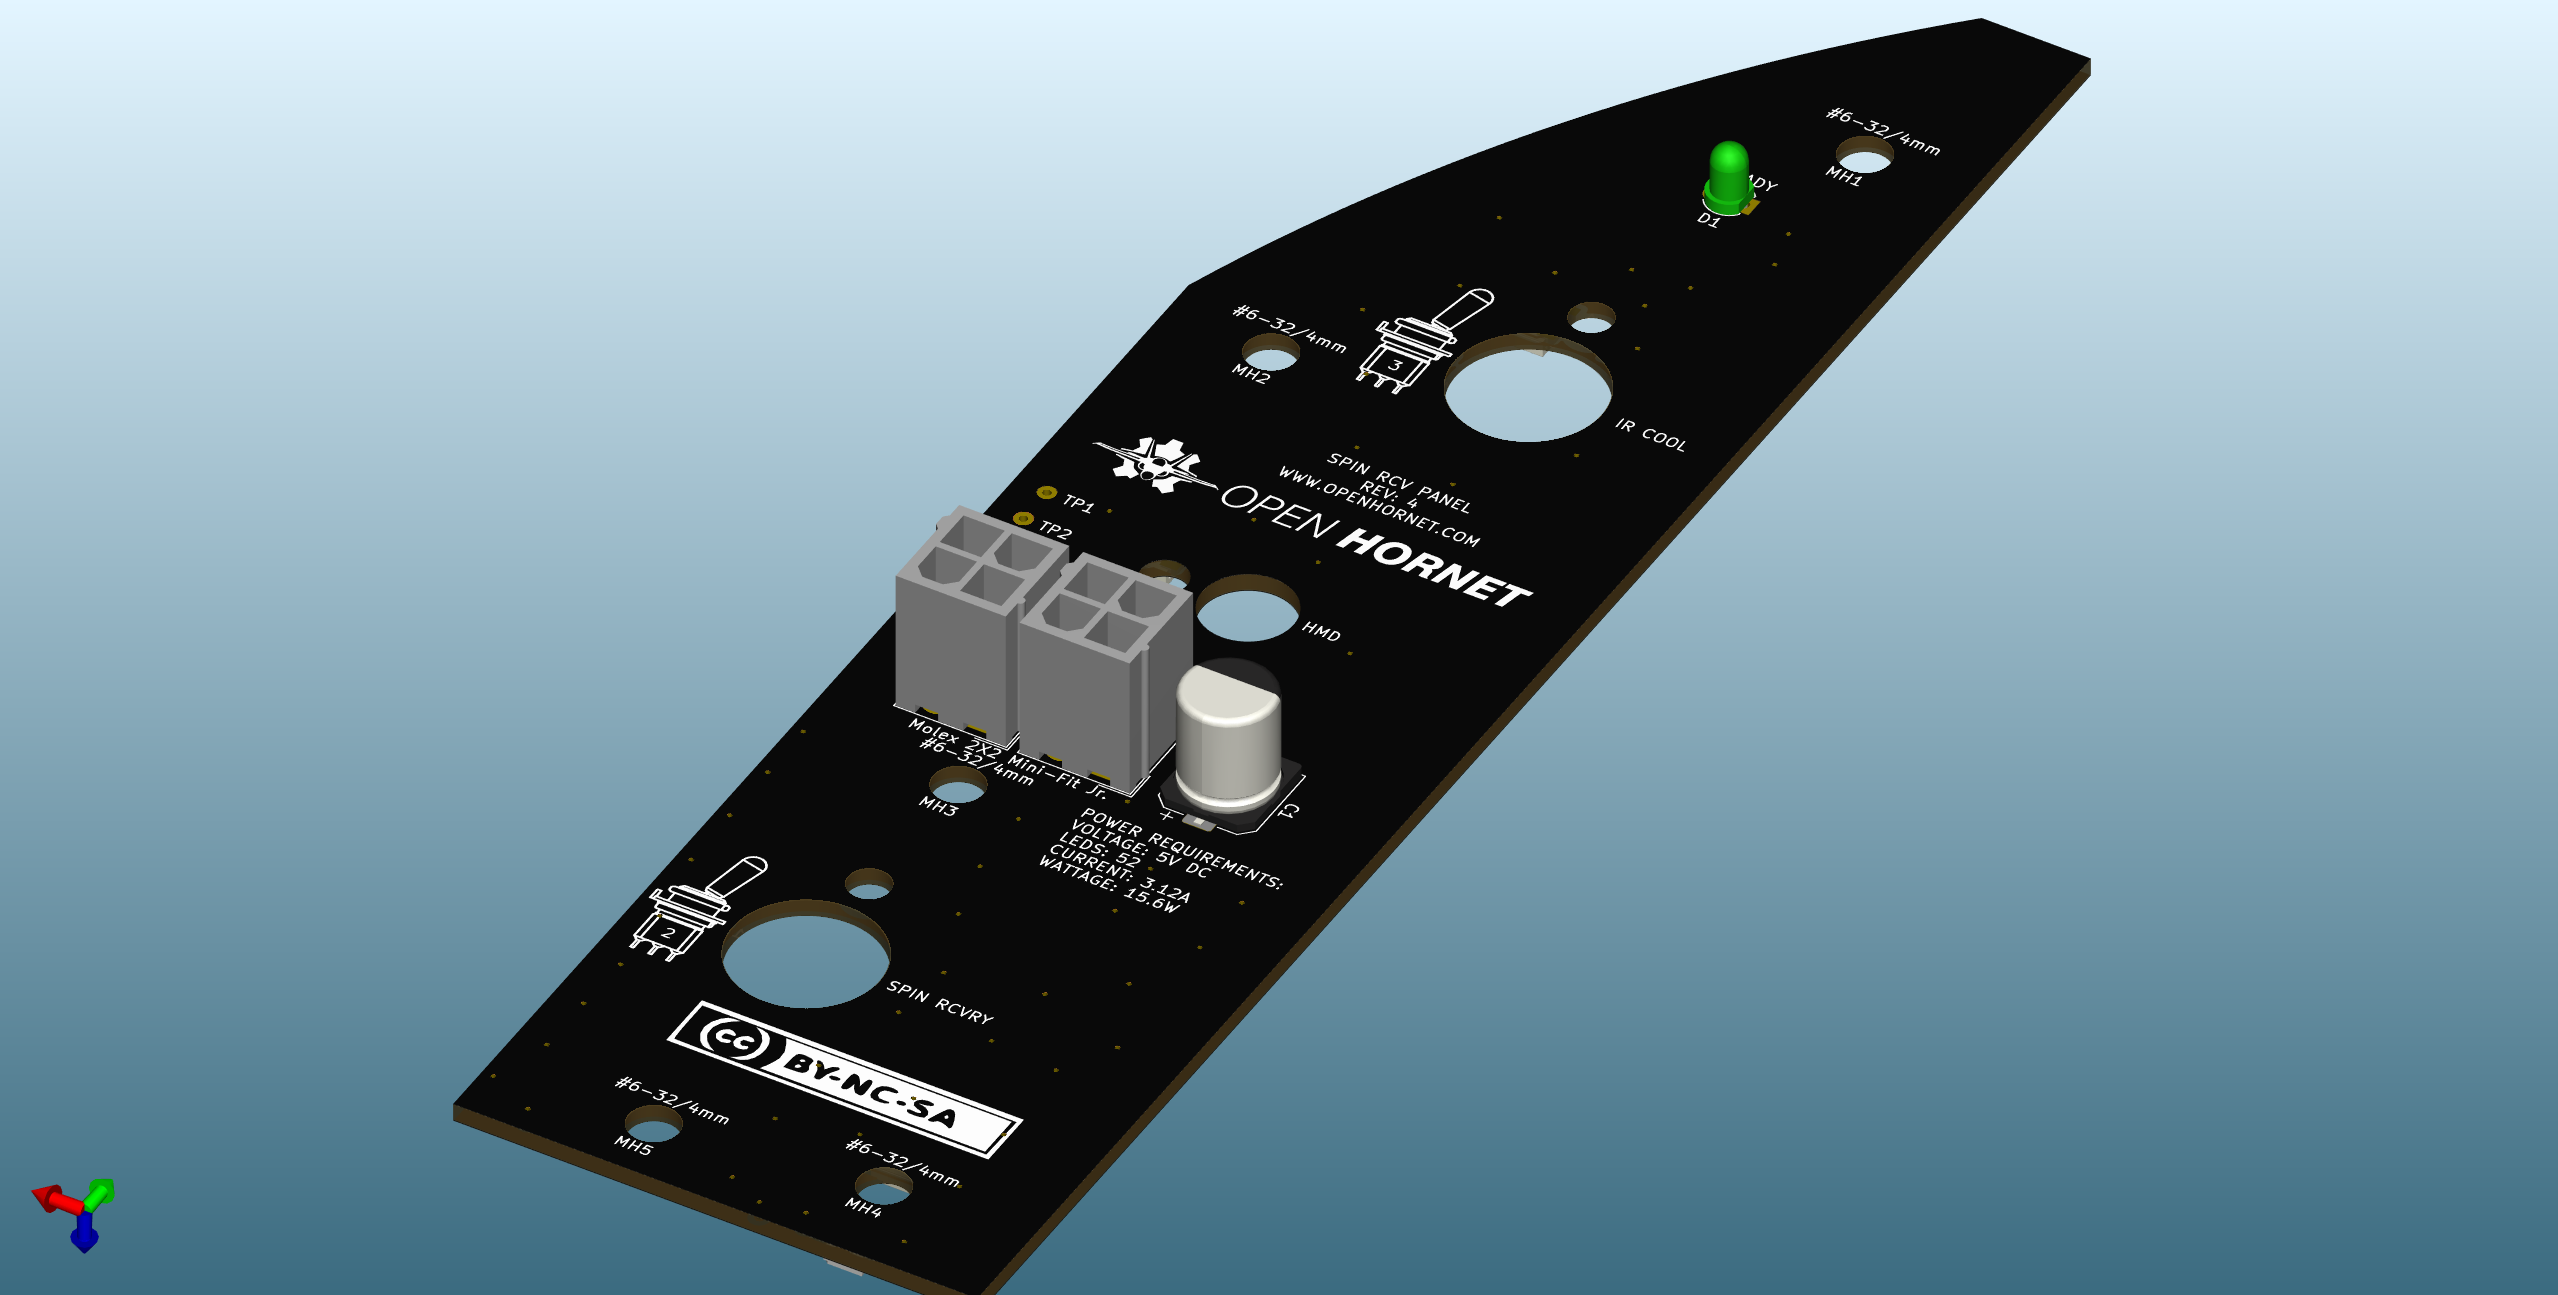 #6-32/4mm
MH1
ADY
D1
#6-32/4mm
MH2
3
IR COOL
SPIN RCV PANEL
REV: 4
WWW.OPENHORNET.COM
OPEN HORNET
TP1
TP2
HMD
Molex 2X2 Mini-Fit Jr.
#6-32/4mm
MH3
+
C1
POWER REQUIREMENTS:
VOLTAGE: 5V DC
LEDS: 52
CURRENT: 3.12A
WATTAGE: 15.6W
2
SPIN RCVRY
cc BY-NC-SA
#6-32/4mm
MH5
#6-32/4mm
MH4